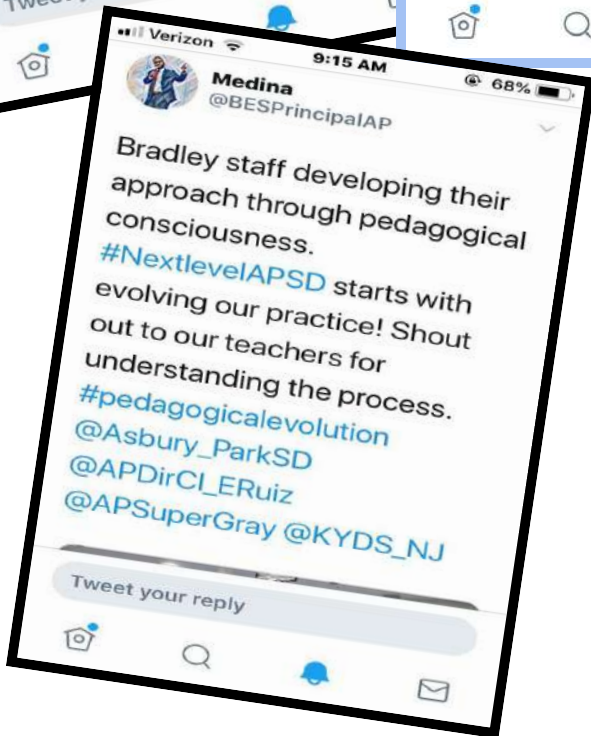 Twee
Verizon 9:15 AM 68%
Medina
@BESPrincipalAP
Bradley staff developing their
approach through pedagogical
consciousness.
#NextlevelAPSD starts with
evolving our practice! Shout
out to our teachers for
understanding the process.
#pedagogicalevolution
@Asbury_ParkSD
@APDirCI_ERuiz
@APSuperGray @KYDS_NJ
Tweet your reply